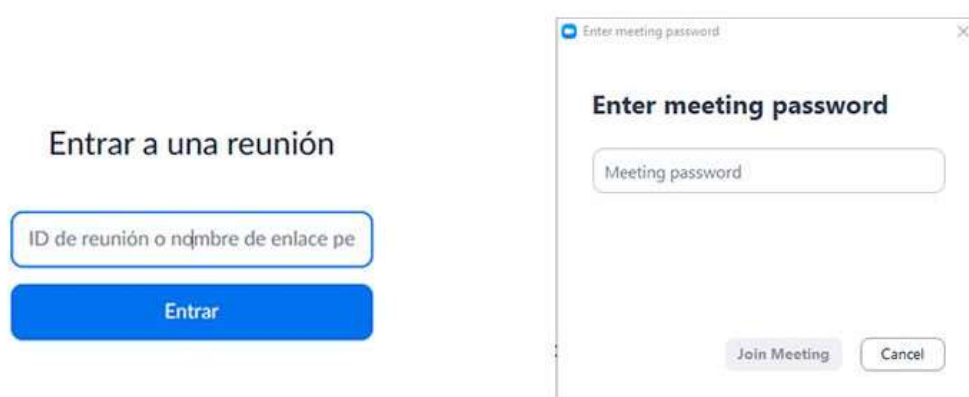 Entrar a una reunión
ID de reunión o nombre de enlace pe
Entrar
Enter meeting password
Enter meeting password
Meeting password
Join Meeting
Cancel